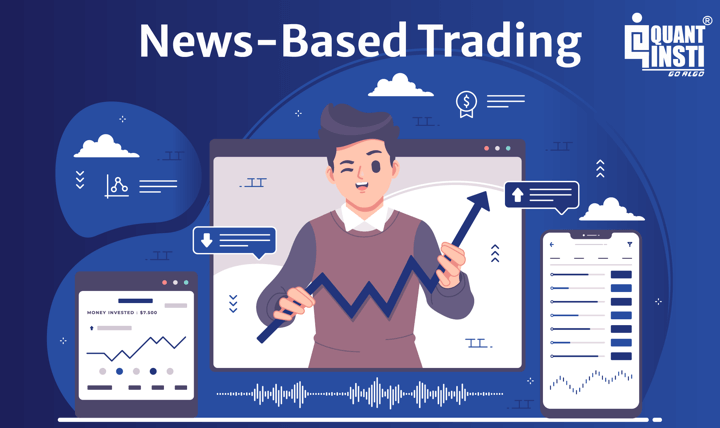 News-Based Trading
QUANT
INSTI
®
GO ALGO
MONEY INVESTED : $7.500
$